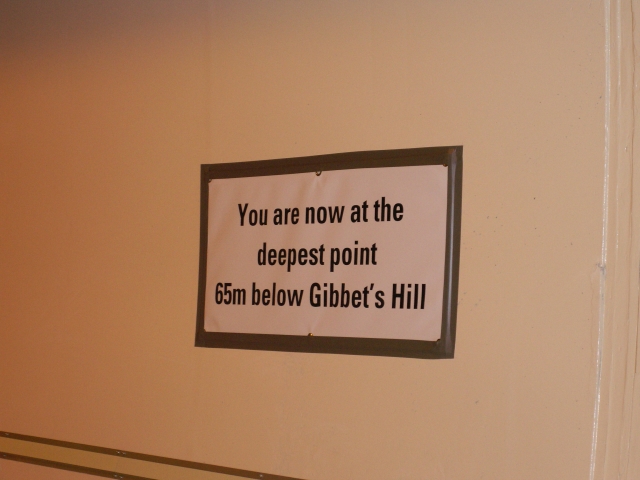 You are now at the
deepest point
65m below Gibbet's Hill